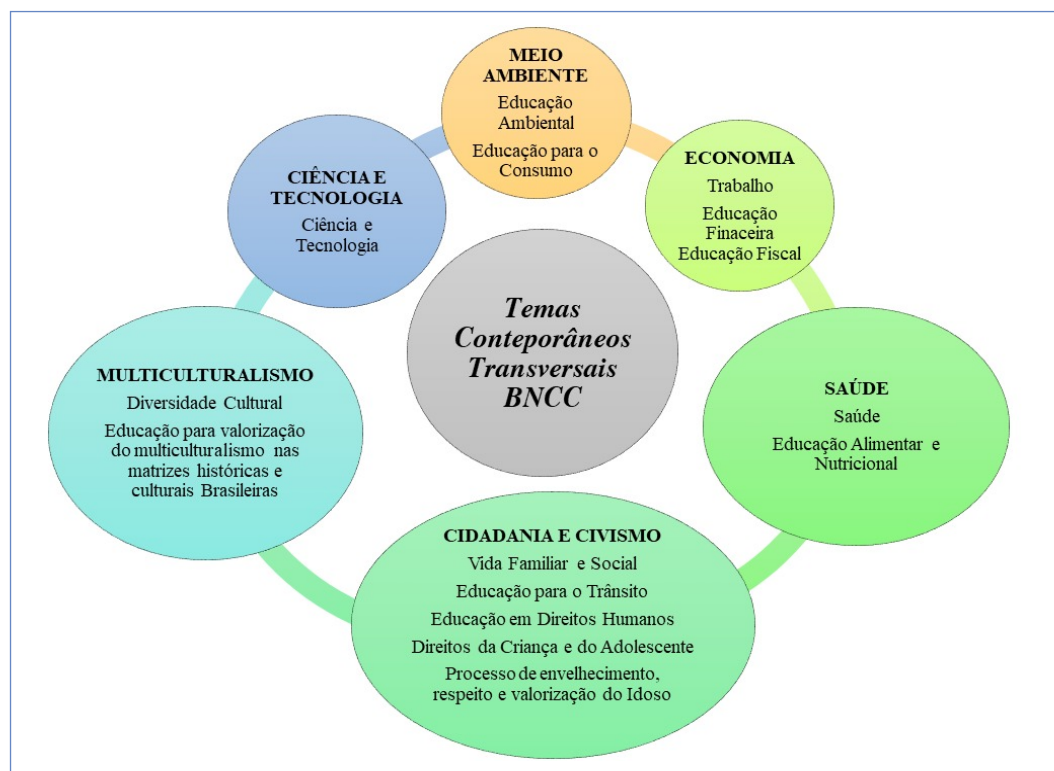 MEIO
AMBIENTE
Educação
Ambiental
Educação para o
Consumo
ECONOMIA
Trabalho
Educação
Finaceira
Educação Fiscal
CIÊNCIA E
TECNOLOGIA
Ciência e
Tecnologia
Temas
Conteporâneos
Transversais
BNCC
MULTICULTURALISMO
Diversidade Cultural
Educação para valorização
do multiculturalismo nas
matrizes históricas e
culturais Brasileiras
SAÚDE
Saúde
Educação Alimentar e
Nutricional
CIDADANIA E CIVISMO
Vida Familiar e Social
Educação para o Trânsito
Educação em Direitos Humanos
Direitos da Criança e do Adolescente
Processo de envelhecimento,
respeito e valorização do Idoso